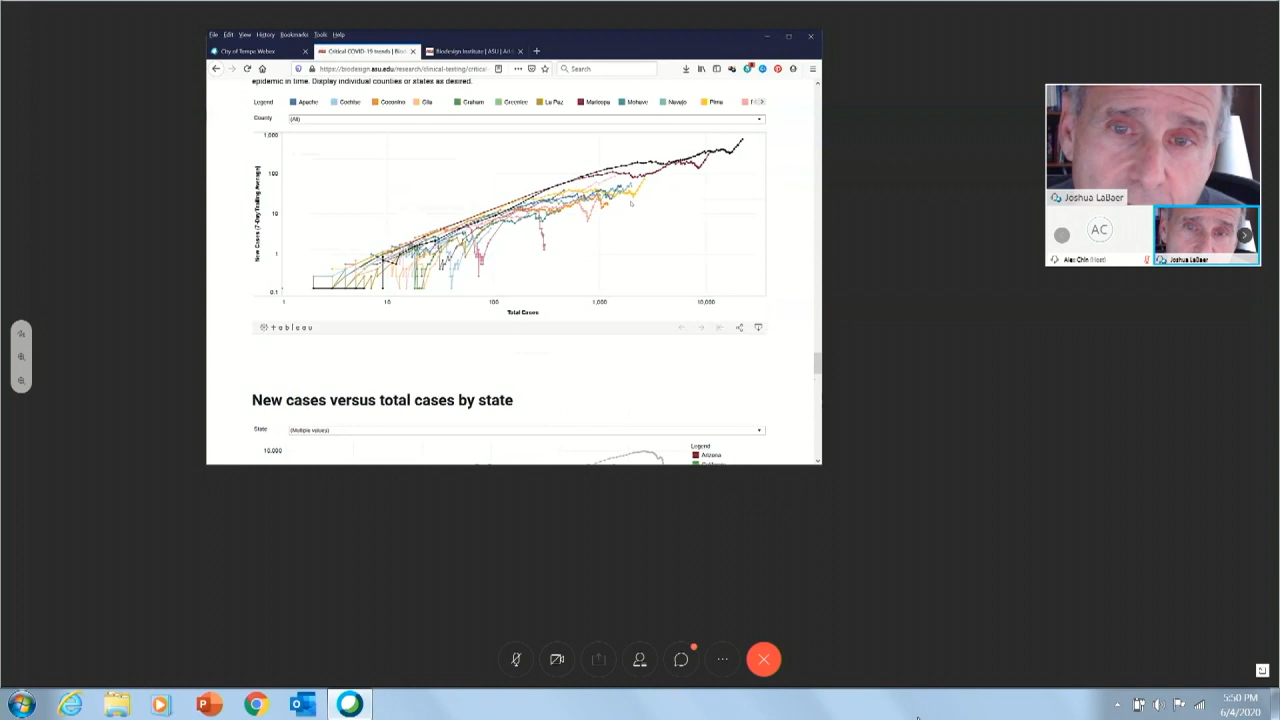 File Edit View History Bookmarks Tools Help
City of Tempe Webex
Critical COVID-19 trends | Biod
Biodesign Institute | ASU | Ad
https://biodesign.asu.edu/research/clinical-testing/critical
Search
epidemic in time. Display individual counties or states as desired.
Legend Apache Cochise Coconino Gila Graham Greenlee La Paz Maricopa Mohave Navajo Pima
County (All)
1,000
100
10
1
0.1
New Cases (7-Day Trailing Average)
1 10 100 1,000 10,000
Total Cases
+ a b l e a u
New cases versus total cases by state
State (Multiple values)
10,000
Legend
Arizona
California
Joshua LaBaer
AC
Alex Chin (Host)
Joshua LaBaer
5:50 PM
6/4/2020